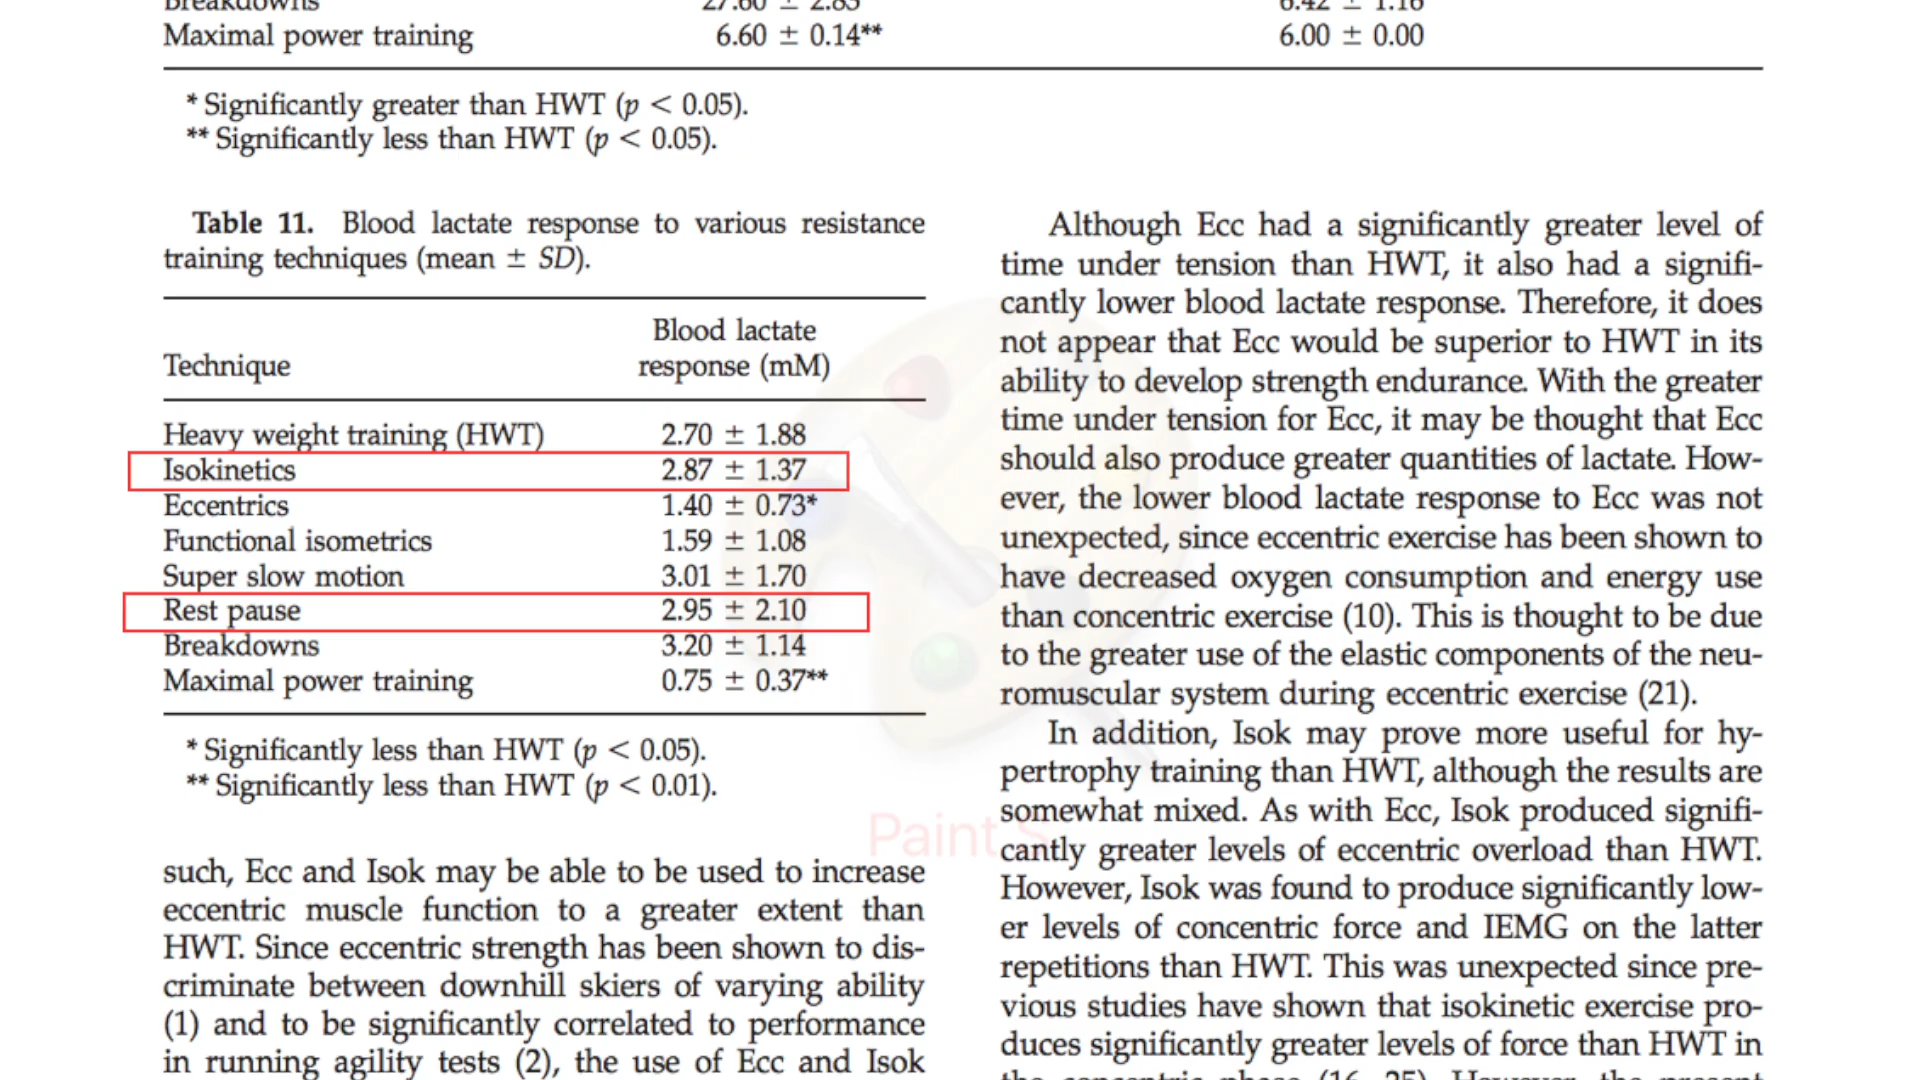 Breakdowns 27.60 ± 2.85 6.42 ± 1.16
Maximal power training 6.60 ± 0.14** 6.00 ± 0.00
* Significantly greater than HWT (p < 0.05).
** Significantly less than HWT (p < 0.05).
Table 11. Blood lactate response to various resistance
training techniques (mean ± SD).
Blood lactate
Technique response (mM)
Heavy weight training (HWT) 2.70 ± 1.88
Isokinetics 2.87 ± 1.37
Eccentrics 1.40 ± 0.73*
Functional isometrics 1.59 ± 1.08
Super slow motion 3.01 ± 1.70
Rest pause 2.95 ± 2.10
Breakdowns 3.20 ± 1.14
Maximal power training 0.75 ± 0.37**
* Significantly less than HWT (p < 0.05).
** Significantly less than HWT (p < 0.01).
such, Ecc and Isok may be able to be used to increase
eccentric muscle function to a greater extent than
HWT. Since eccentric strength has been shown to dis-
criminate between downhill skiers of varying ability
(1) and to be significantly correlated to performance
in running agility tests (2), the use of Ecc and Isok
Although Ecc had a significantly greater level of
time under tension than HWT, it also had a signifi-
cantly lower blood lactate response. Therefore, it does
not appear that Ecc would be superior to HWT in its
ability to develop strength endurance. With the greater
time under tension for Ecc, it may be thought that Ecc
should also produce greater quantities of lactate. How-
ever, the lower blood lactate response to Ecc was not
unexpected, since eccentric exercise has been shown to
have decreased oxygen consumption and energy use
than concentric exercise (10). This is thought to be due
to the greater use of the elastic components of the neu-
romuscular system during eccentric exercise (21).
In addition, Isok may prove more useful for hy-
pertrophy training than HWT, although the results are
somewhat mixed. As with Ecc, Isok produced signifi-
cantly greater levels of eccentric overload than HWT.
However, Isok was found to produce significantly low-
er levels of concentric force and IEMG on the latter
repetitions than HWT. This was unexpected since pre-
vious studies have shown that isokinetic exercise pro-
duces significantly greater levels of force than HWT in
the concentric phase (16, 25). However, the present
Paint S